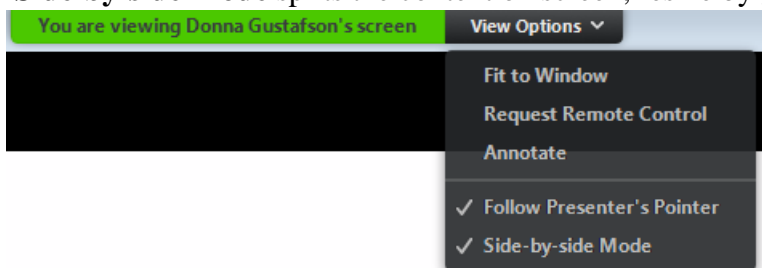 You are viewing Donna Gustafson's screen View Options
Fit to Window
Request Remote Control
Annotate
Follow Presenter's Pointer
Side-by-side Mode